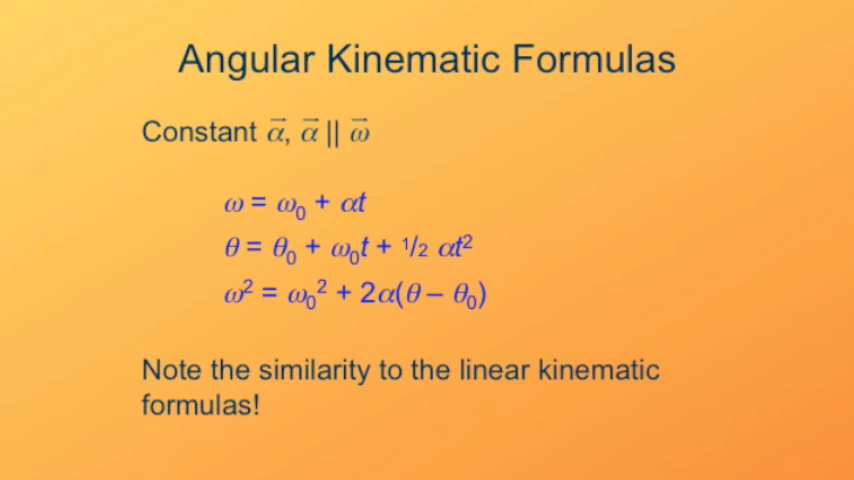 Angular Kinematic Formulas
Constant α⃗, α⃗ || ω⃗
ω = ω₀ + αt
θ = θ₀ + ω₀t + 1/2 αt²
ω² = ω₀² + 2α(θ – θ₀)
Note the similarity to the linear kinematic
formulas!